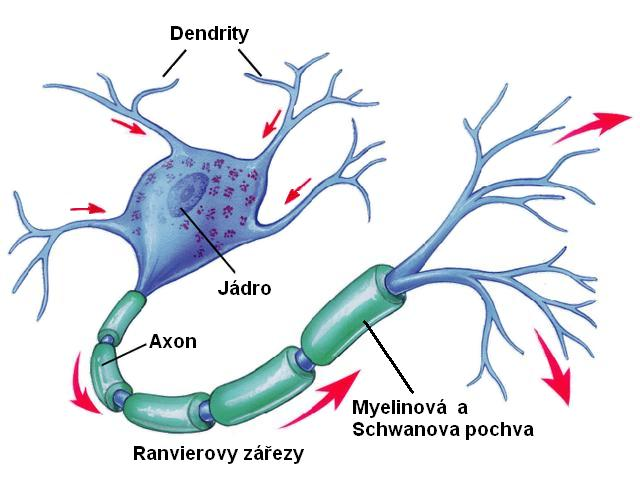 Dendrity
Jádro
Axon
Myelinová a
Schwanova pochva
Ranvierovy zářezy